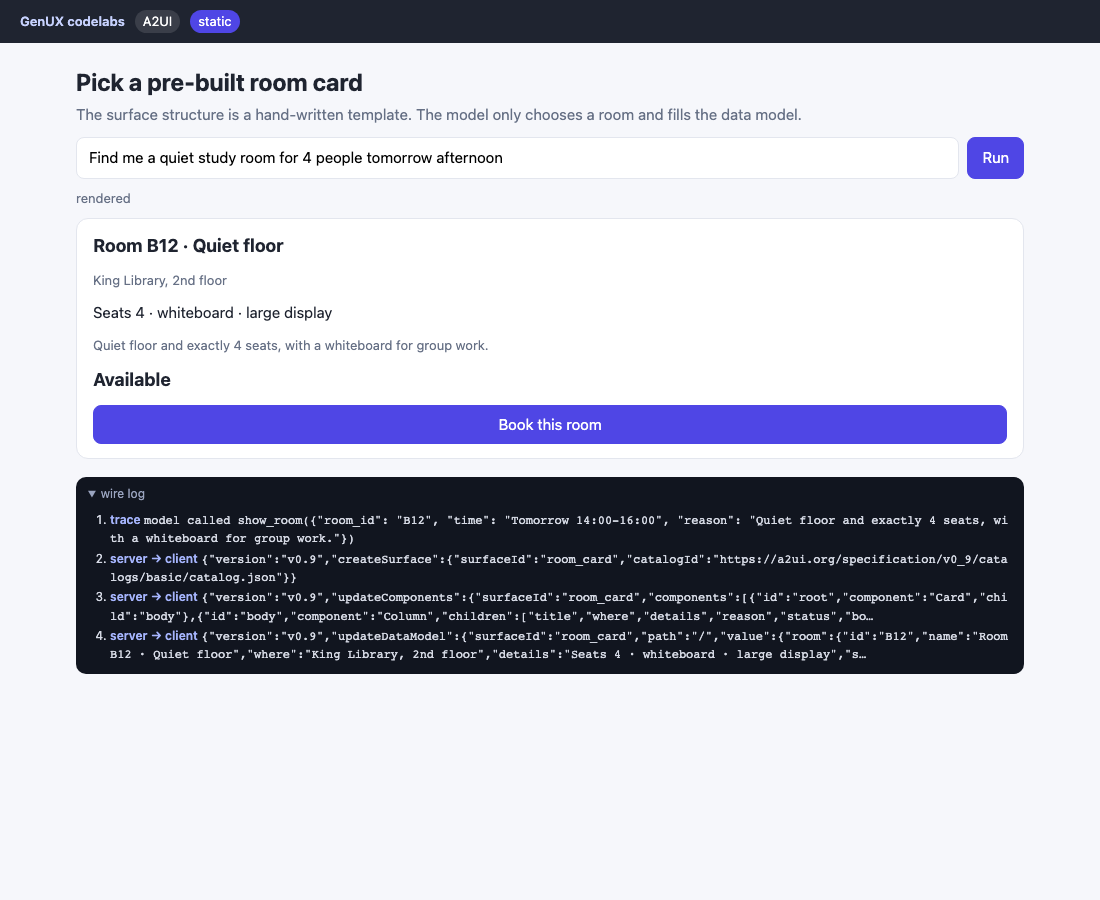 GenUX codelabs A2UI static
Pick a pre-built room card
The surface structure is a hand-written template. The model only chooses a room and fills the data model.
Find me a quiet study room for 4 people tomorrow afternoon Run
rendered
Room B12 · Quiet floor
King Library, 2nd floor
Seats 4 · whiteboard · large display
Quiet floor and exactly 4 seats, with a whiteboard for group work.
Available
Book this room
▼ wire log
1. trace model called show_room({"room_id": "B12", "time": "Tomorrow 14:00–16:00", "reason": "Quiet floor and exactly 4 seats, wi
th a whiteboard for group work."})
2. server → client {"version":"v0.9","createSurface":{"surfaceId":"room_card","catalogId":"https://a2ui.org/specification/v0_9/cata
logs/basic/catalog.json"}}
3. server → client {"version":"v0.9","updateComponents":{"surfaceId":"room_card","components":[{"id":"root","component":"Card","chi
ld":"body"},{"id":"body","component":"Column","children":["title","where","details","reason","status","bo…
4. server → client {"version":"v0.9","updateDataModel":{"surfaceId":"room_card","path":"/","value":{"room":{"id":"B12","name":"Room
B12 · Quiet floor","where":"King Library, 2nd floor","details":"Seats 4 · whiteboard · large display","s…